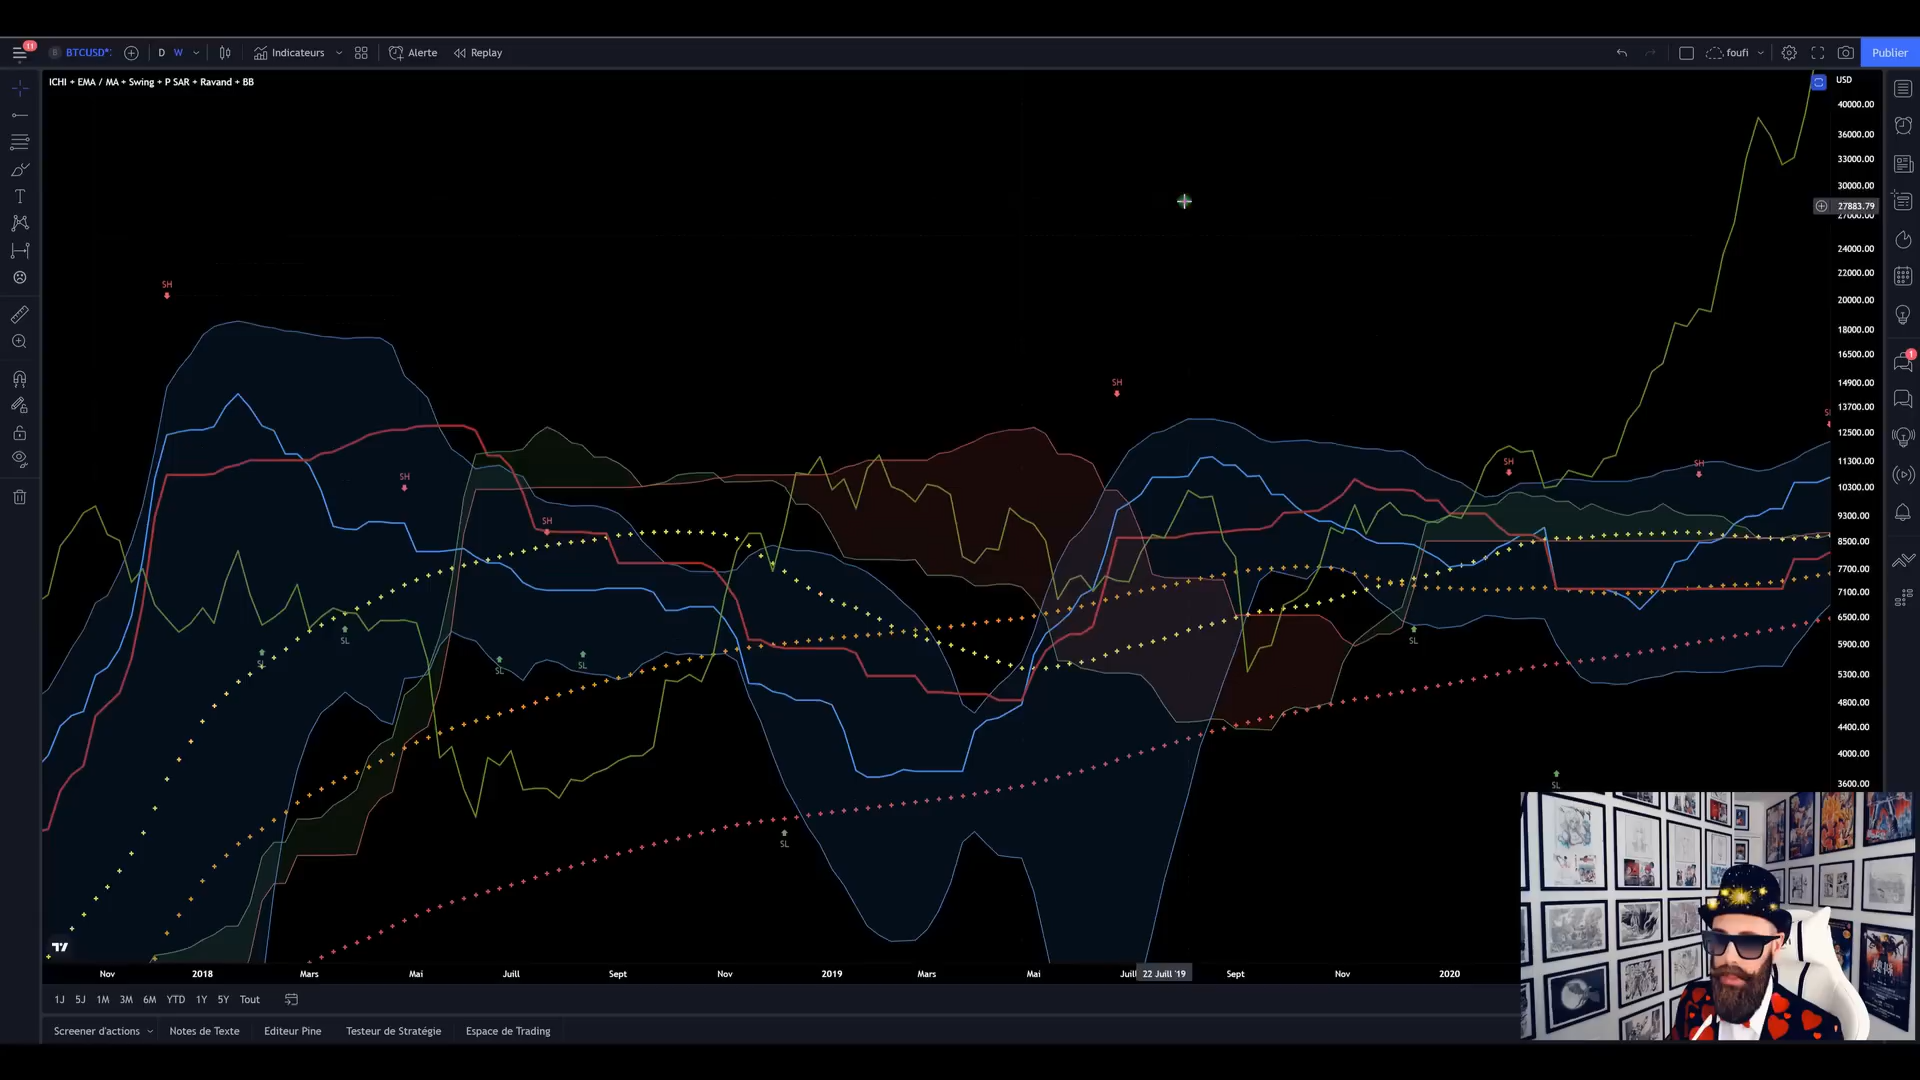 11
B BTCUSD*: D W Indicateurs Alerte Replay foufi Publier
ICHI + EMA / MA + Swing + P SAR + Ravand + BB
USD
40000.00
36000.00
33000.00
30000.00
27883.79
27000.00
24000.00
22000.00
20000.00
18000.00
16500.00
14900.00
13700.00
12500.00
11300.00
10300.00
9300.00
8500.00
7700.00
7100.00
6500.00
5900.00
5300.00
4800.00
4400.00
4000.00
3600.00
1
SH
SH
SH
SH
SH
SH
SL
SL
SL
SL
SL
SL
SL
Nov 2018 Mars Mai Juill Sept Nov 2019 Mars Mai Juil 22 Juill '19 Sept Nov 2020
1J 5J 1M 3M 6M YTD 1Y 5Y Tout
Screener d'actions Notes de Texte Editeur Pine Testeur de Stratégie Espace de Trading